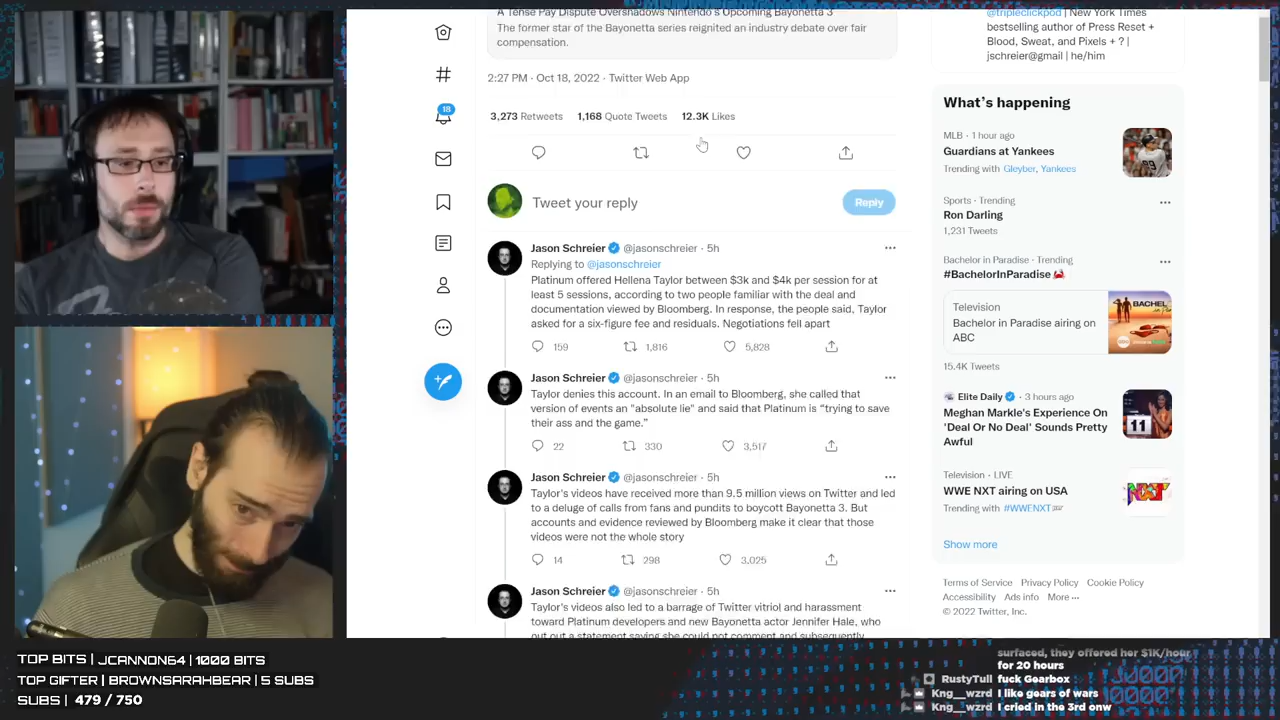 A Tense Pay Dispute Overshadows Nintendo's Upcoming Bayonetta 3
The former star of the Bayonetta series reignited an industry debate over fair
compensation.
2:27 PM · Oct 18, 2022 · Twitter Web App
3,273 Retweets 1,168 Quote Tweets 12.3K Likes
Tweet your reply
Reply
Jason Schreier @jasonschreier · 5h
Replying to @jasonschreier
Platinum offered Hellena Taylor between $3k and $4k per session for at
least 5 sessions, according to two people familiar with the deal and
documentation viewed by Bloomberg. In response, the people said, Taylor
asked for a six-figure fee and residuals. Negotiations fell apart
159 1,816 5,828
Jason Schreier @jasonschreier · 5h
Taylor denies this account. In an email to Bloomberg, she called that
version of events an "absolute lie" and said that Platinum is "trying to save
their ass and the game."
22 330 3,517
Jason Schreier @jasonschreier · 5h
Taylor's videos have received more than 9.5 million views on Twitter and led
to a deluge of calls from fans and pundits to boycott Bayonetta 3. But
accounts and evidence reviewed by Bloomberg make it clear that those
videos were not the whole story
14 298 3,025
Jason Schreier @jasonschreier · 5h
Taylor's videos also led to a barrage of Twitter vitriol and harassment
toward Platinum developers and new Bayonetta actor Jennifer Hale, who
put out a statement saying she could not comment and subsequently
18
@tripleclickpod | New York Times
bestselling author of Press Reset +
Blood, Sweat, and Pixels + ? |
jschreier@gmail | he/him
What's happening
MLB · 1 hour ago
Guardians at Yankees
Trending with Gleyber, Yankees
Sports · Trending
Ron Darling
1,231 Tweets
Bachelor in Paradise · Trending
#BachelorInParadise
Television
Bachelor in Paradise airing on
ABC
15.4K Tweets
Elite Daily · 3 hours ago
Meghan Markle's Experience On
'Deal Or No Deal' Sounds Pretty
Awful
11
Television · LIVE
WWE NXT airing on USA
Trending with #WWENXT
NXT
Show more
Terms of Service Privacy Policy Cookie Policy
Accessibility Ads info More ···
© 2022 Twitter, Inc.
TOP BITS | JCANNON64 | 1000 BITS
TOP GIFTER | BROWNSARAHBEAR | 5 SUBS
SUBS | 479 / 750
surfaced, they offered her $1K/hour
for 20 hours
RustyTull fuck Gearbox
Kng__wzrd I like gears of wars
Kng__wzrd I cried in the 3rd onw